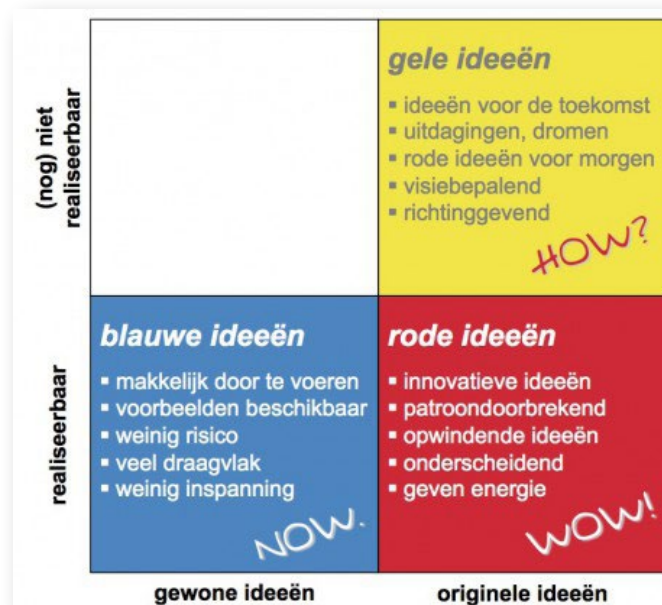 (nog) niet
realiseerbaar
gele ideeën
▪ ideeën voor de toekomst
▪ uitdagingen, dromen
▪ rode ideeën voor morgen
▪ visiebepalend
▪ richtinggevend
HOW?
realiseerbaar
blauwe ideeën
▪ makkelijk door te voeren
▪ voorbeelden beschikbaar
▪ weinig risico
▪ veel draagvlak
▪ weinig inspanning
NOW.
rode ideeën
▪ innovatieve ideeën
▪ patroondoorbrekend
▪ opwindende ideeën
▪ onderscheidend
▪ geven energie
WOW!
gewone ideeën
originele ideeën